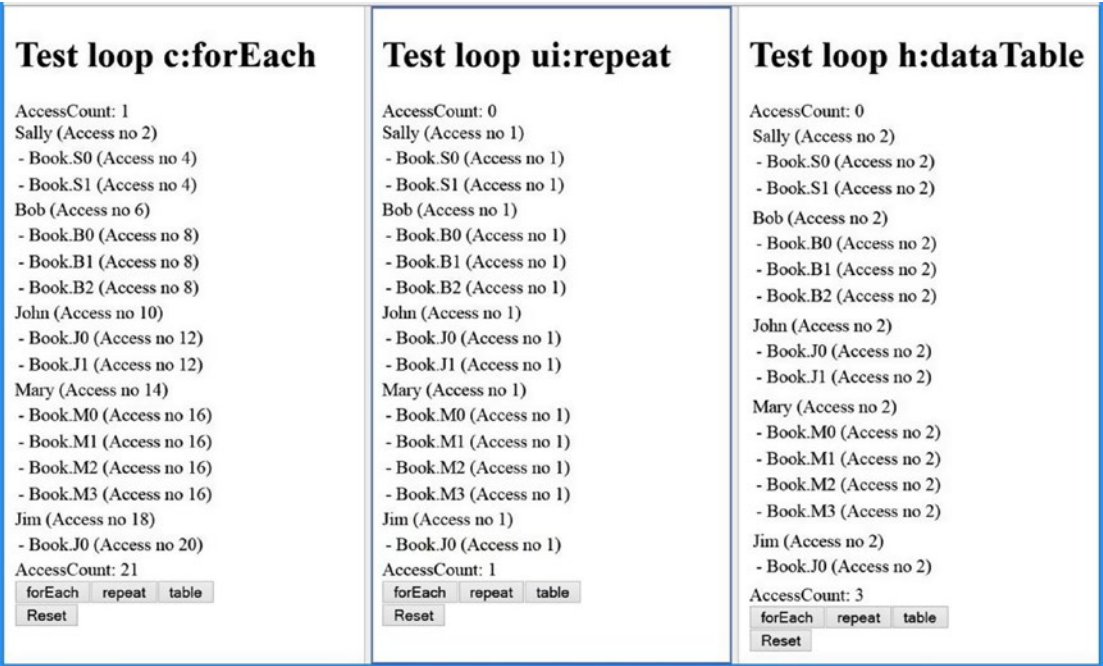 Test loop c:forEach
AccessCount: 1
Sally (Access no 2)
- Book.S0 (Access no 4)
- Book.S1 (Access no 4)
Bob (Access no 6)
- Book.B0 (Access no 8)
- Book.B1 (Access no 8)
- Book.B2 (Access no 8)
John (Access no 10)
- Book.J0 (Access no 12)
- Book.J1 (Access no 12)
Mary (Access no 14)
- Book.M0 (Access no 16)
- Book.M1 (Access no 16)
- Book.M2 (Access no 16)
- Book.M3 (Access no 16)
Jim (Access no 18)
- Book.J0 (Access no 20)
AccessCount: 21
forEach repeat table
Reset
Test loop ui:repeat
AccessCount: 0
Sally (Access no 1)
- Book.S0 (Access no 1)
- Book.S1 (Access no 1)
Bob (Access no 1)
- Book.B0 (Access no 1)
- Book.B1 (Access no 1)
- Book.B2 (Access no 1)
John (Access no 1)
- Book.J0 (Access no 1)
- Book.J1 (Access no 1)
Mary (Access no 1)
- Book.M0 (Access no 1)
- Book.M1 (Access no 1)
- Book.M2 (Access no 1)
- Book.M3 (Access no 1)
Jim (Access no 1)
- Book.J0 (Access no 1)
AccessCount: 1
forEach repeat table
Reset
Test loop h:dataTable
AccessCount: 0
Sally (Access no 2)
- Book.S0 (Access no 2)
- Book.S1 (Access no 2)
Bob (Access no 2)
- Book.B0 (Access no 2)
- Book.B1 (Access no 2)
- Book.B2 (Access no 2)
John (Access no 2)
- Book.J0 (Access no 2)
- Book.J1 (Access no 2)
Mary (Access no 2)
- Book.M0 (Access no 2)
- Book.M1 (Access no 2)
- Book.M2 (Access no 2)
- Book.M3 (Access no 2)
Jim (Access no 2)
- Book.J0 (Access no 2)
AccessCount: 3
forEach repeat table
Reset